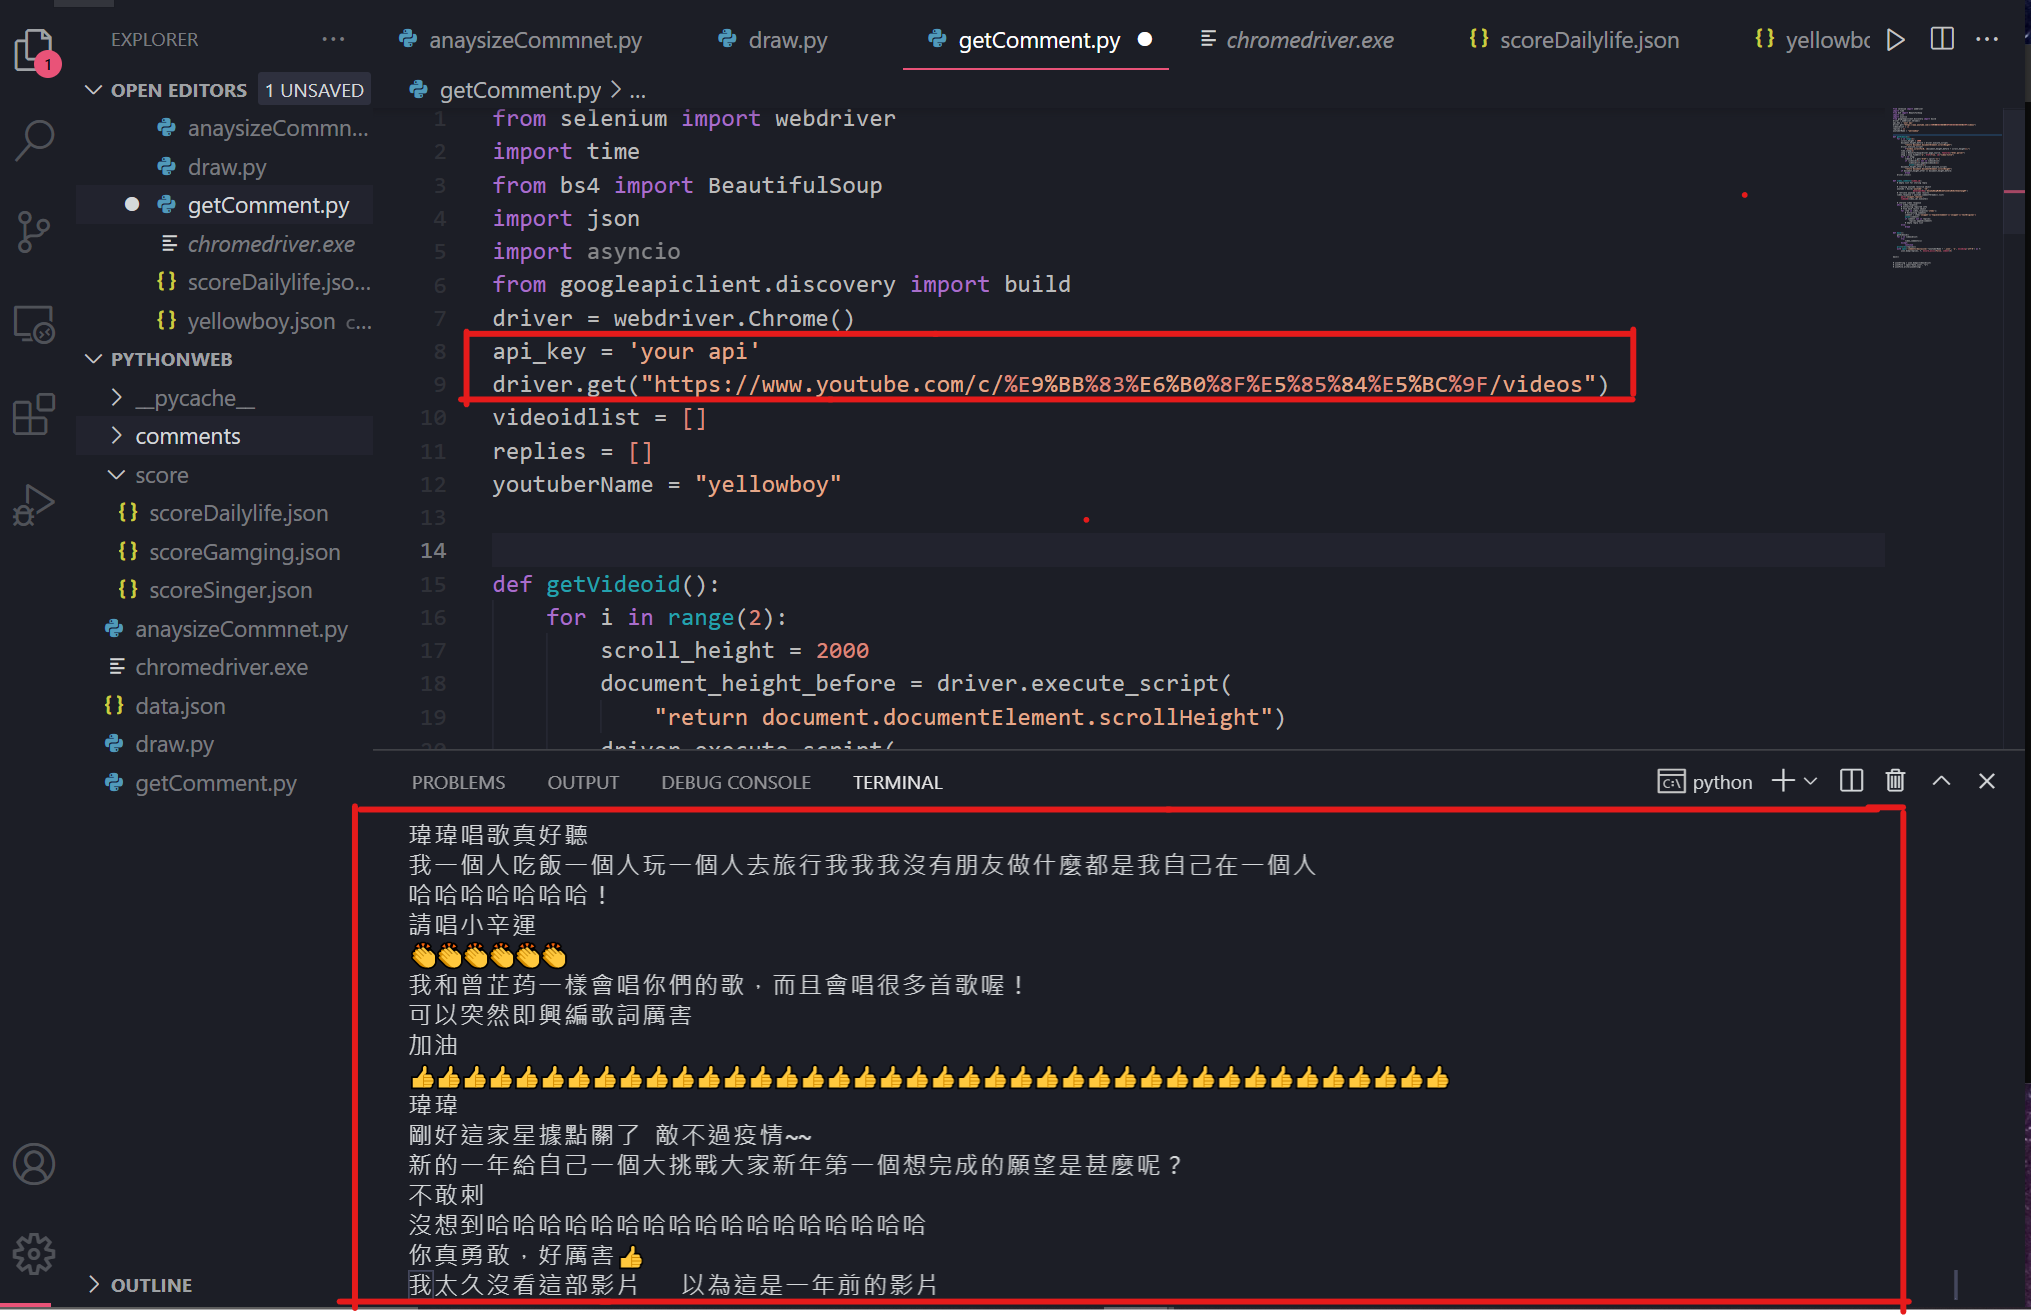 EXPLORER
OPEN EDITORS 1 UNSAVED
anaysizeCommn...
draw.py
getComment.py
chromedriver.exe
scoreDailylife.jso...
yellowboy.json c...
PYTHONWEB
__pycache__
comments
score
scoreDailylife.json
scoreGamging.json
scoreSinger.json
anaysizeCommnet.py
chromedriver.exe
data.json
draw.py
getComment.py
OUTLINE
1
anaysizeCommnet.py draw.py getComment.py chromedriver.exe scoreDailylife.json yellowbo
getComment.py > ...
1 from selenium import webdriver
2 import time
3 from bs4 import BeautifulSoup
4 import json
5 import asyncio
6 from googleapiclient.discovery import build
7 driver = webdriver.Chrome()
8 api_key = 'your api'
9 driver.get("https://www.youtube.com/c/%E9%BB%83%E6%B0%8F%E5%85%84%E5%BC%9F/videos")
10 videoidlist = []
11 replies = []
12 youtuberName = "yellowboy"
13
14
15 def getVideoid():
16 for i in range(2):
17 scroll_height = 2000
18 document_height_before = driver.execute_script(
19 "return document.documentElement.scrollHeight")
20 driver.execute_script(
PROBLEMS OUTPUT DEBUG CONSOLE TERMINAL python
瑋瑋唱歌真好聽
我一個人吃飯一個人玩一個人去旅行我我我沒有朋友做什麼都是我自己在一個人
哈哈哈哈哈哈哈！
請唱小辛運
👏👏👏👏👏👏
我和曾芷荺一樣會唱你們的歌，而且會唱很多首歌喔！
可以突然即興編歌詞厲害
加油
👍👍👍👍👍👍👍👍👍👍👍👍👍👍👍👍👍👍👍👍👍👍👍👍👍👍👍👍👍👍👍👍👍👍👍👍👍👍👍👍
瑋瑋
剛好這家星據點關了 敵不過疫情~~
新的一年給自己一個大挑戰大家新年第一個想完成的願望是甚麼呢？
不敢刺
沒想到哈哈哈哈哈哈哈哈哈哈哈哈哈哈哈哈哈
你真勇敢，好厲害👍
我太久沒看這部影片 以為這是一年前的影片